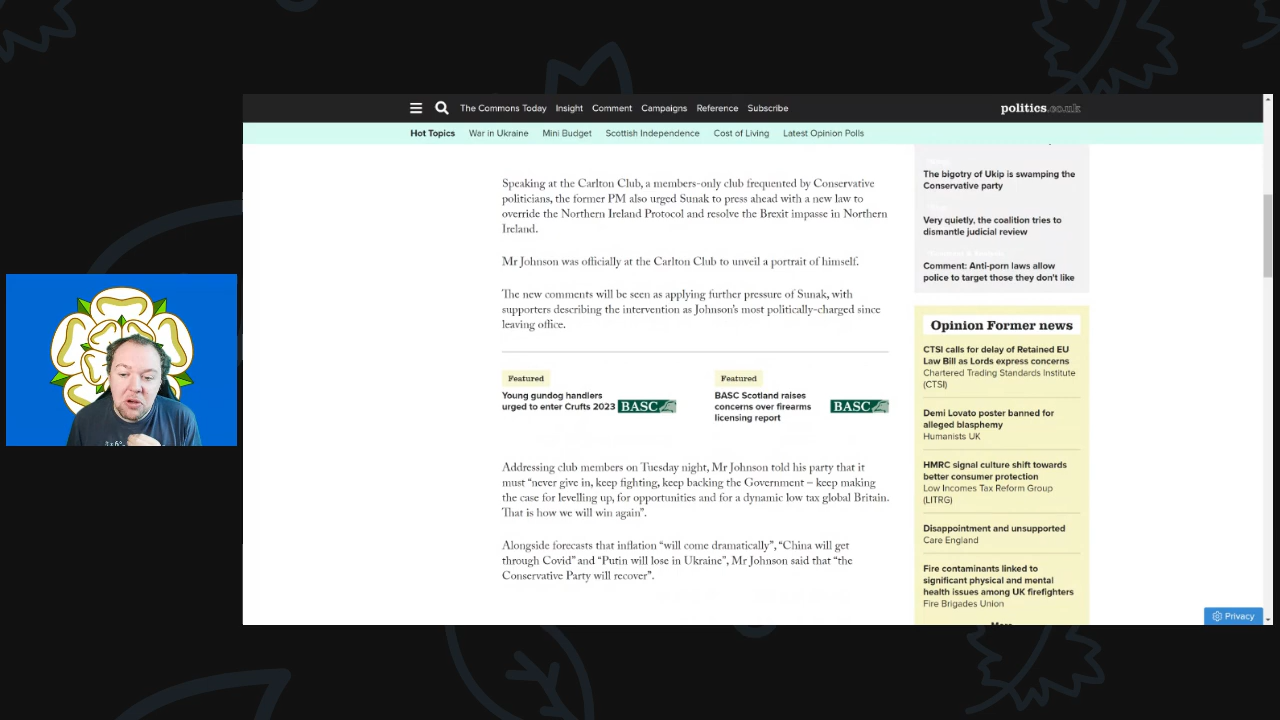 The Commons Today Insight Comment Campaigns Reference Subscribe
politics.co.uk
Hot Topics War in Ukraine Mini Budget Scottish Independence Cost of Living Latest Opinion Polls
Speaking at the Carlton Club, a members-only club frequented by Conservative
politicians, the former PM also urged Sunak to press ahead with a new law to
override the Northern Ireland Protocol and resolve the Brexit impasse in Northern
Ireland.
Mr Johnson was officially at the Carlton Club to unveil a portrait of himself.
The new comments will be seen as applying further pressure of Sunak, with
supporters describing the intervention as Johnson's most politically-charged since
leaving office.
Featured
Young gundog handlers
urged to enter Crufts 2023
BASC
Featured
BASC Scotland raises
concerns over firearms
licensing report
BASC
Addressing club members on Tuesday night, Mr Johnson told his party that it
must “never give in, keep fighting, keep backing the Government – keep making
the case for levelling up, for opportunities and for a dynamic low tax global Britain.
That is how we will win again”.
Alongside forecasts that inflation “will come dramatically”, “China will get
through Covid” and “Putin will lose in Ukraine”, Mr Johnson said that “the
Conservative Party will recover”.
The bigotry of Ukip is swamping the
Conservative party
Very quietly, the coalition tries to
dismantle judicial review
Comment: Anti-porn laws allow
police to target those they don't like
Opinion Former news
CTSI calls for delay of Retained EU
Law Bill as Lords express concerns
Chartered Trading Standards Institute
(CTSI)
Demi Lovato poster banned for
alleged blasphemy
Humanists UK
HMRC signal culture shift towards
better consumer protection
Low Incomes Tax Reform Group
(LITRG)
Disappointment and unsupported
Care England
Fire contaminants linked to
significant physical and mental
health issues among UK firefighters
Fire Brigades Union
Privacy